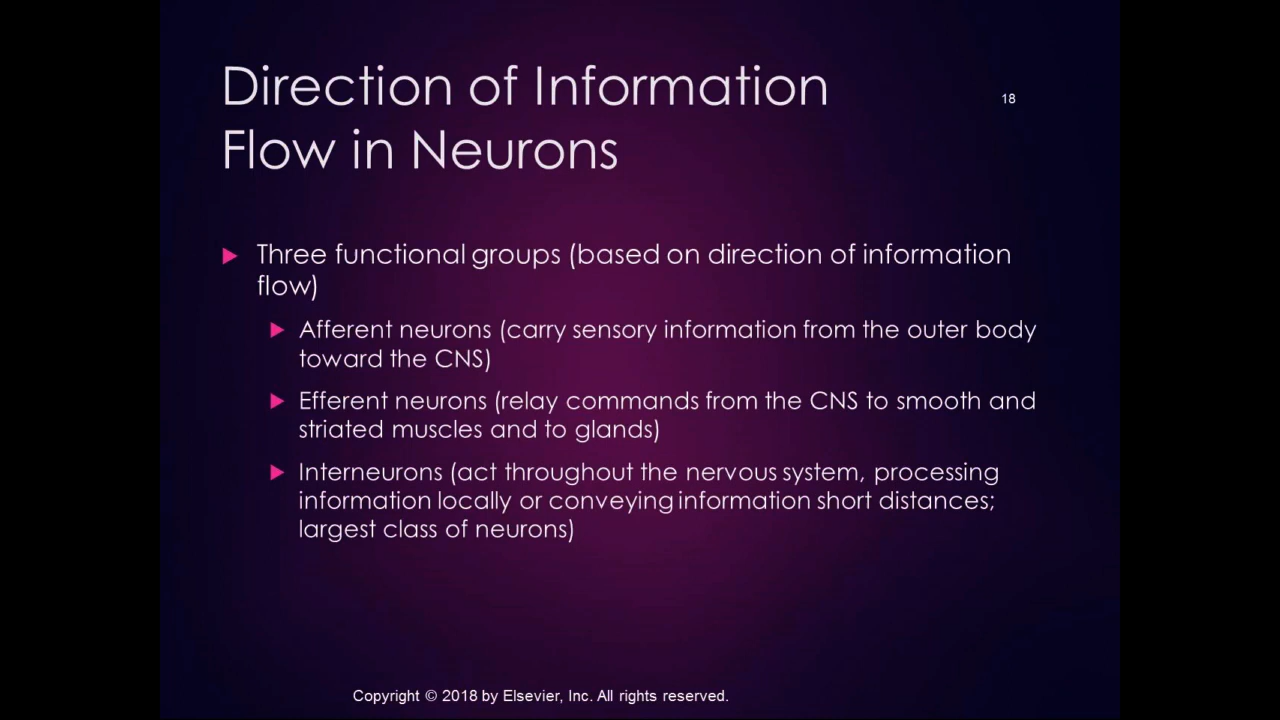 Direction of Information
Flow in Neurons
18
Three functional groups (based on direction of information
flow)
Afferent neurons (carry sensory information from the outer body
toward the CNS)
Efferent neurons (relay commands from the CNS to smooth and
striated muscles and to glands)
Interneurons (act throughout the nervous system, processing
information locally or conveying information short distances;
largest class of neurons)
Copyright © 2018 by Elsevier, Inc. All rights reserved.